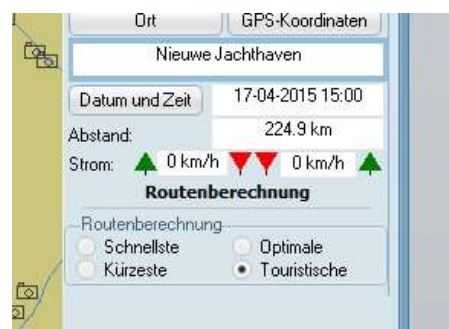 Ort GPS-Koordinaten
Nieuwe Jachthaven
Datum und Zeit 17-04-2015 15:00
Abstand: 224.9 km
Strom: 0 km/h 0 km/h
Routenberechnung
Routenberechnung
Schnellste Optimale
Kürzeste Touristische